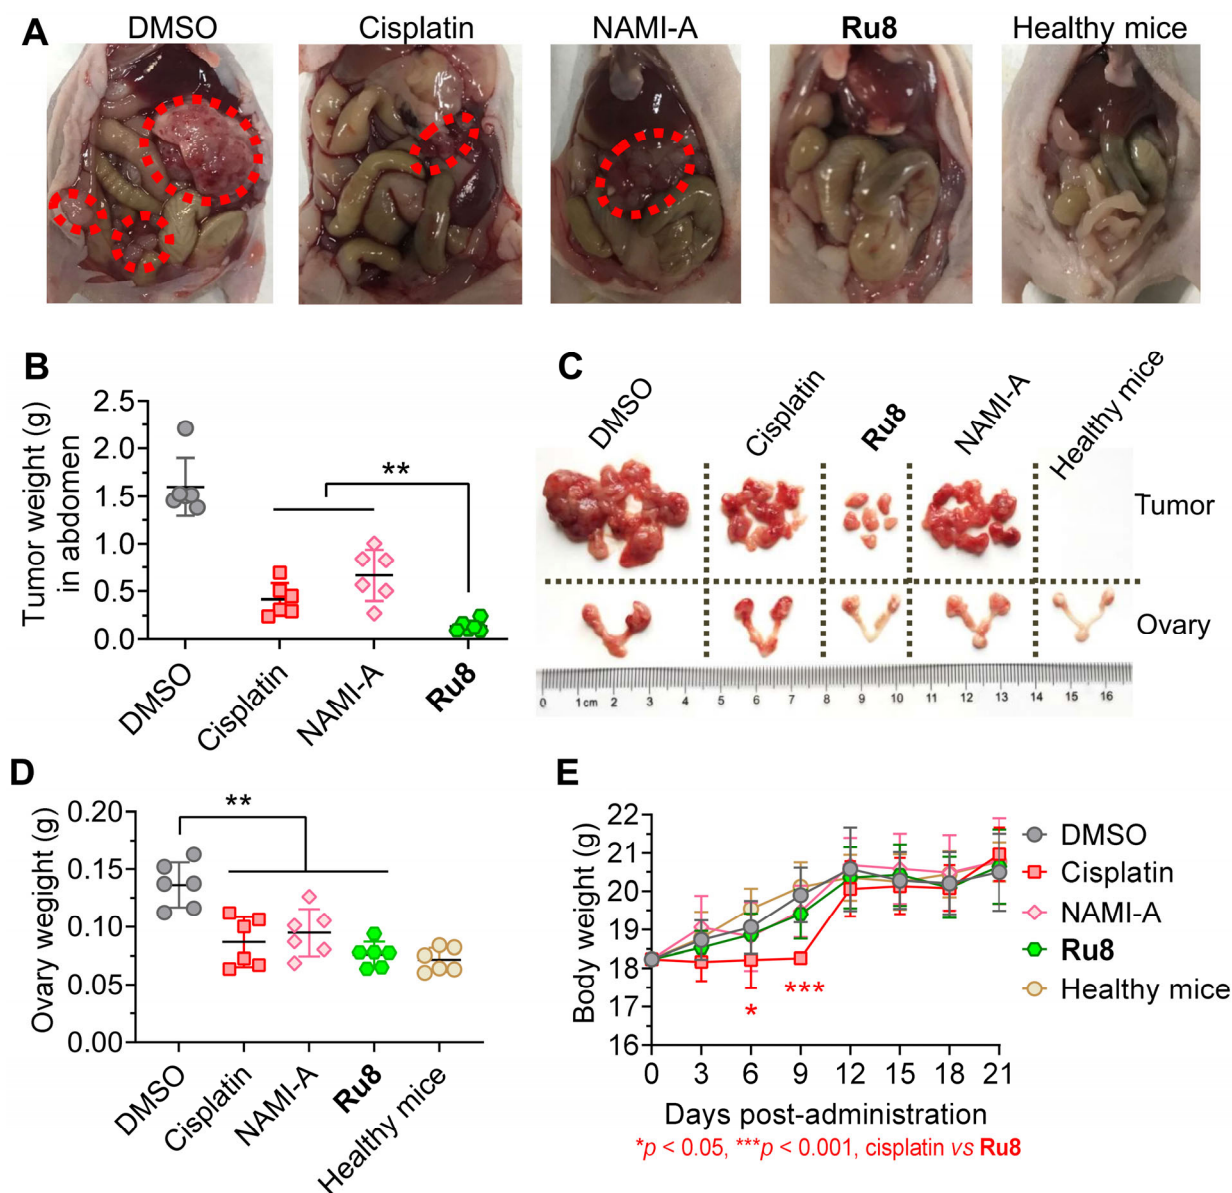 A
DMSO
Cisplatin
NAMI-A
Ru8
Healthy mice
B
Tumor weight (g)
in abdomen
2.5
2.0
1.5
1.0
0.5
0.0
**
DMSO
Cisplatin
NAMI-A
Ru8
C
DMSO
Cisplatin
Ru8
NAMI-A
Healthy mice
Tumor
Ovary
0 1cm 2 3 4 5 6 7 8 9 10 11 12 13 14 15 16
D
Ovary weight (g)
0.20
0.15
0.10
0.05
0.00
**
DMSO
Cisplatin
NAMI-A
Ru8
Healthy mice
E
Body weight (g)
22
21
20
19
18
17
16
*
***
0 3 6 9 12 15 18 21
Days post-administration
*p < 0.05, ***p < 0.001, cisplatin vs Ru8
DMSO
Cisplatin
NAMI-A
Ru8
Healthy mice